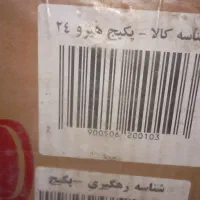 شناسه کالا - پکیج هیرو ۲۴
900506 200103
شناسه رهگیری - پکیج